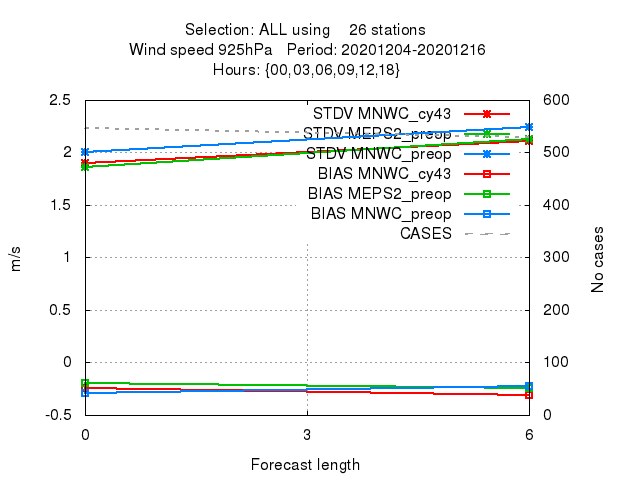 Selection: ALL using 26 stations
Wind speed 925hPa Period: 20201204-20201216
Hours: {00,03,06,09,12,18}
2.5
2
1.5
1
0.5
0
-0.5
600
500
400
300
200
100
0
STDV MNWC_cy43
STDV MEPS2_preop
STDV MNWC_preop
BIAS MNWC_cy43
BIAS MEPS2_preop
BIAS MNWC_preop
CASES
m/s
No cases
0 3 6
Forecast length